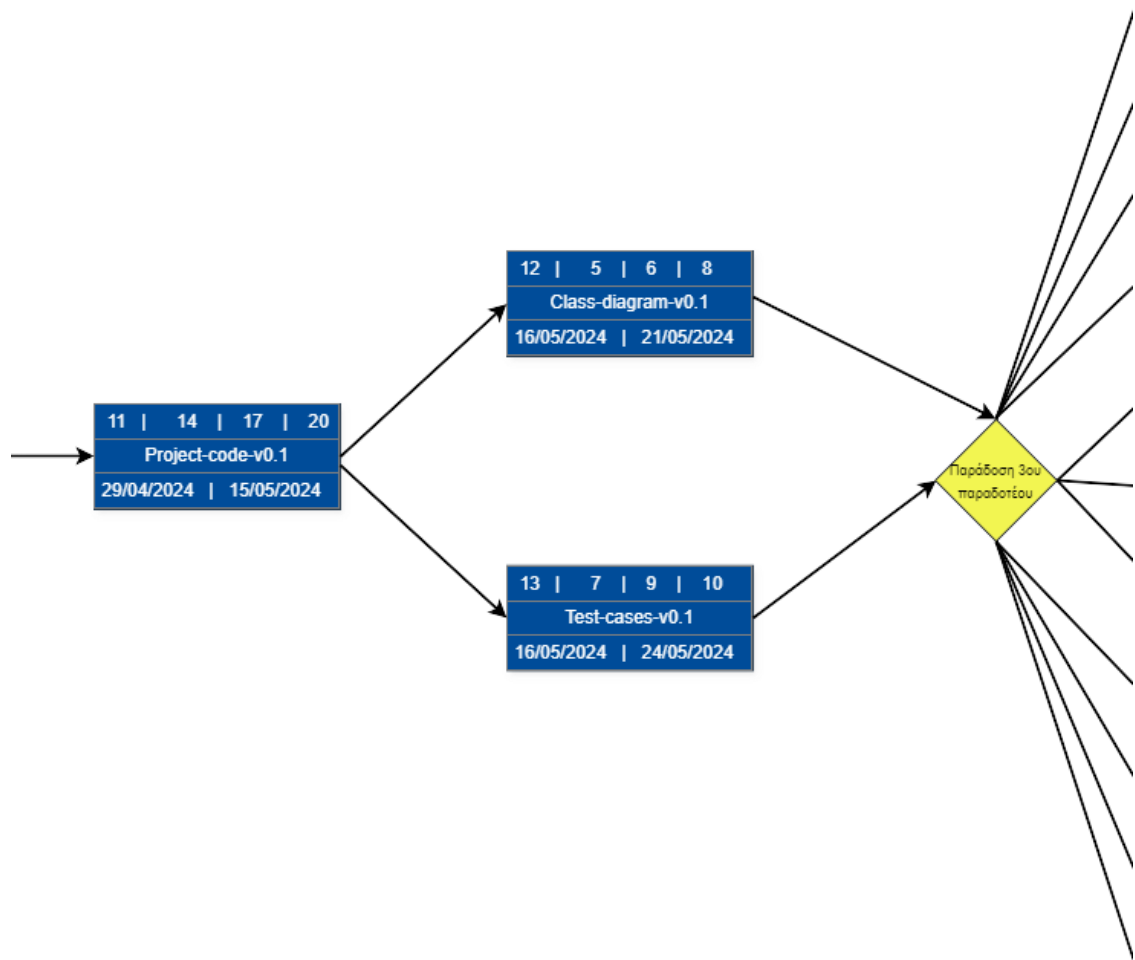 12 | 5 | 6 | 8
Class-diagram-v0.1
16/05/2024 | 21/05/2024
11 | 14 | 17 | 20
Project-code-v0.1
29/04/2024 | 15/05/2024
Παράδοση 3ου
παραδοτέου
13 | 7 | 9 | 10
Test-cases-v0.1
16/05/2024 | 24/05/2024